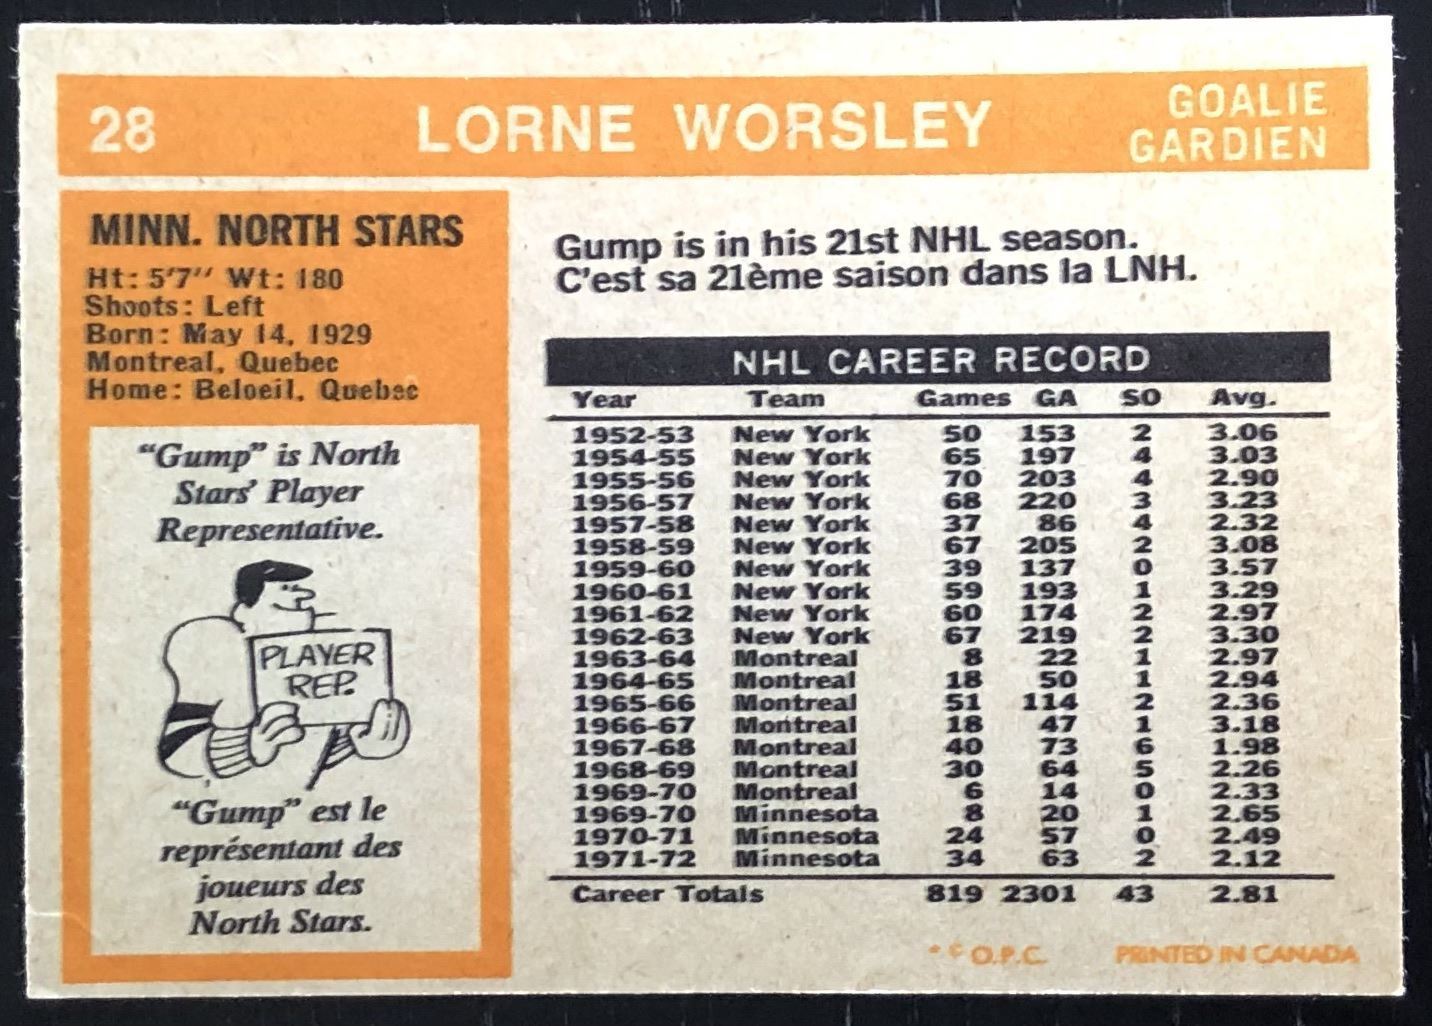 28 LORNE WORSLEY GOALIE
GARDIEN
MINN. NORTH STARS
Ht: 5'7" Wt: 180
Shoots: Left
Born: May 14, 1929
Montreal, Quebec
Home: Beloeil, Quebec
"Gump" is North
Stars' Player
Representative.
PLAYER
REP.
"Gump" est le
représentant des
joueurs des
North Stars.
Gump is in his 21st NHL season.
C'est sa 21ème saison dans la LNH.
NHL CAREER RECORD
Year Team Games GA SO Avg.
1952-53 New York 50 153 2 3.06
1954-55 New York 65 197 4 3.03
1955-56 New York 70 203 4 2.90
1956-57 New York 68 220 3 3.23
1957-58 New York 37 86 4 2.32
1958-59 New York 67 205 2 3.08
1959-60 New York 39 137 0 3.57
1960-61 New York 59 193 1 3.29
1961-62 New York 60 174 2 2.97
1962-63 New York 67 219 2 3.30
1963-64 Montreal 8 22 1 2.97
1964-65 Montreal 18 50 1 2.94
1965-66 Montreal 51 114 2 2.36
1966-67 Montreal 18 47 1 3.18
1967-68 Montreal 40 73 6 1.98
1968-69 Montreal 30 64 5 2.26
1969-70 Montreal 6 14 0 2.33
1969-70 Minnesota 8 20 1 2.65
1970-71 Minnesota 24 57 0 2.49
1971-72 Minnesota 34 63 2 2.12
Career Totals 819 2301 43 2.81
* © O.P.C. PRINTED IN CANADA